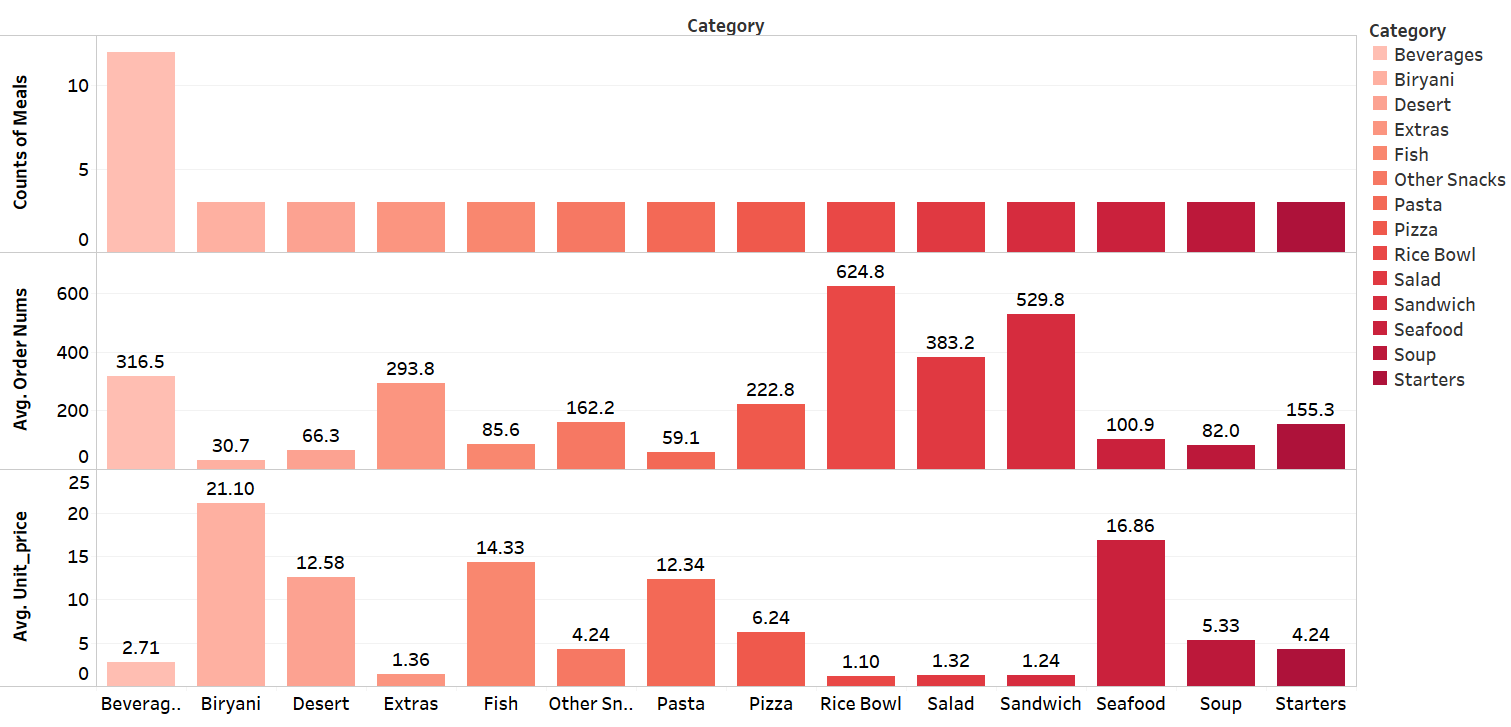 Category
Counts of Meals
10
5
0
Avg. Order Nums
600
400
200
0
316.5
30.7
66.3
293.8
85.6
162.2
59.1
222.8
624.8
383.2
529.8
100.9
82.0
155.3
Avg. Unit_price
25
20
15
10
5
0
2.71
21.10
12.58
1.36
14.33
4.24
12.34
6.24
1.10
1.32
1.24
16.86
5.33
4.24
Beverag..
Biryani
Desert
Extras
Fish
Other Sn..
Pasta
Pizza
Rice Bowl
Salad
Sandwich
Seafood
Soup
Starters
Category
Beverages
Biryani
Desert
Extras
Fish
Other Snacks
Pasta
Pizza
Rice Bowl
Salad
Sandwich
Seafood
Soup
Starters